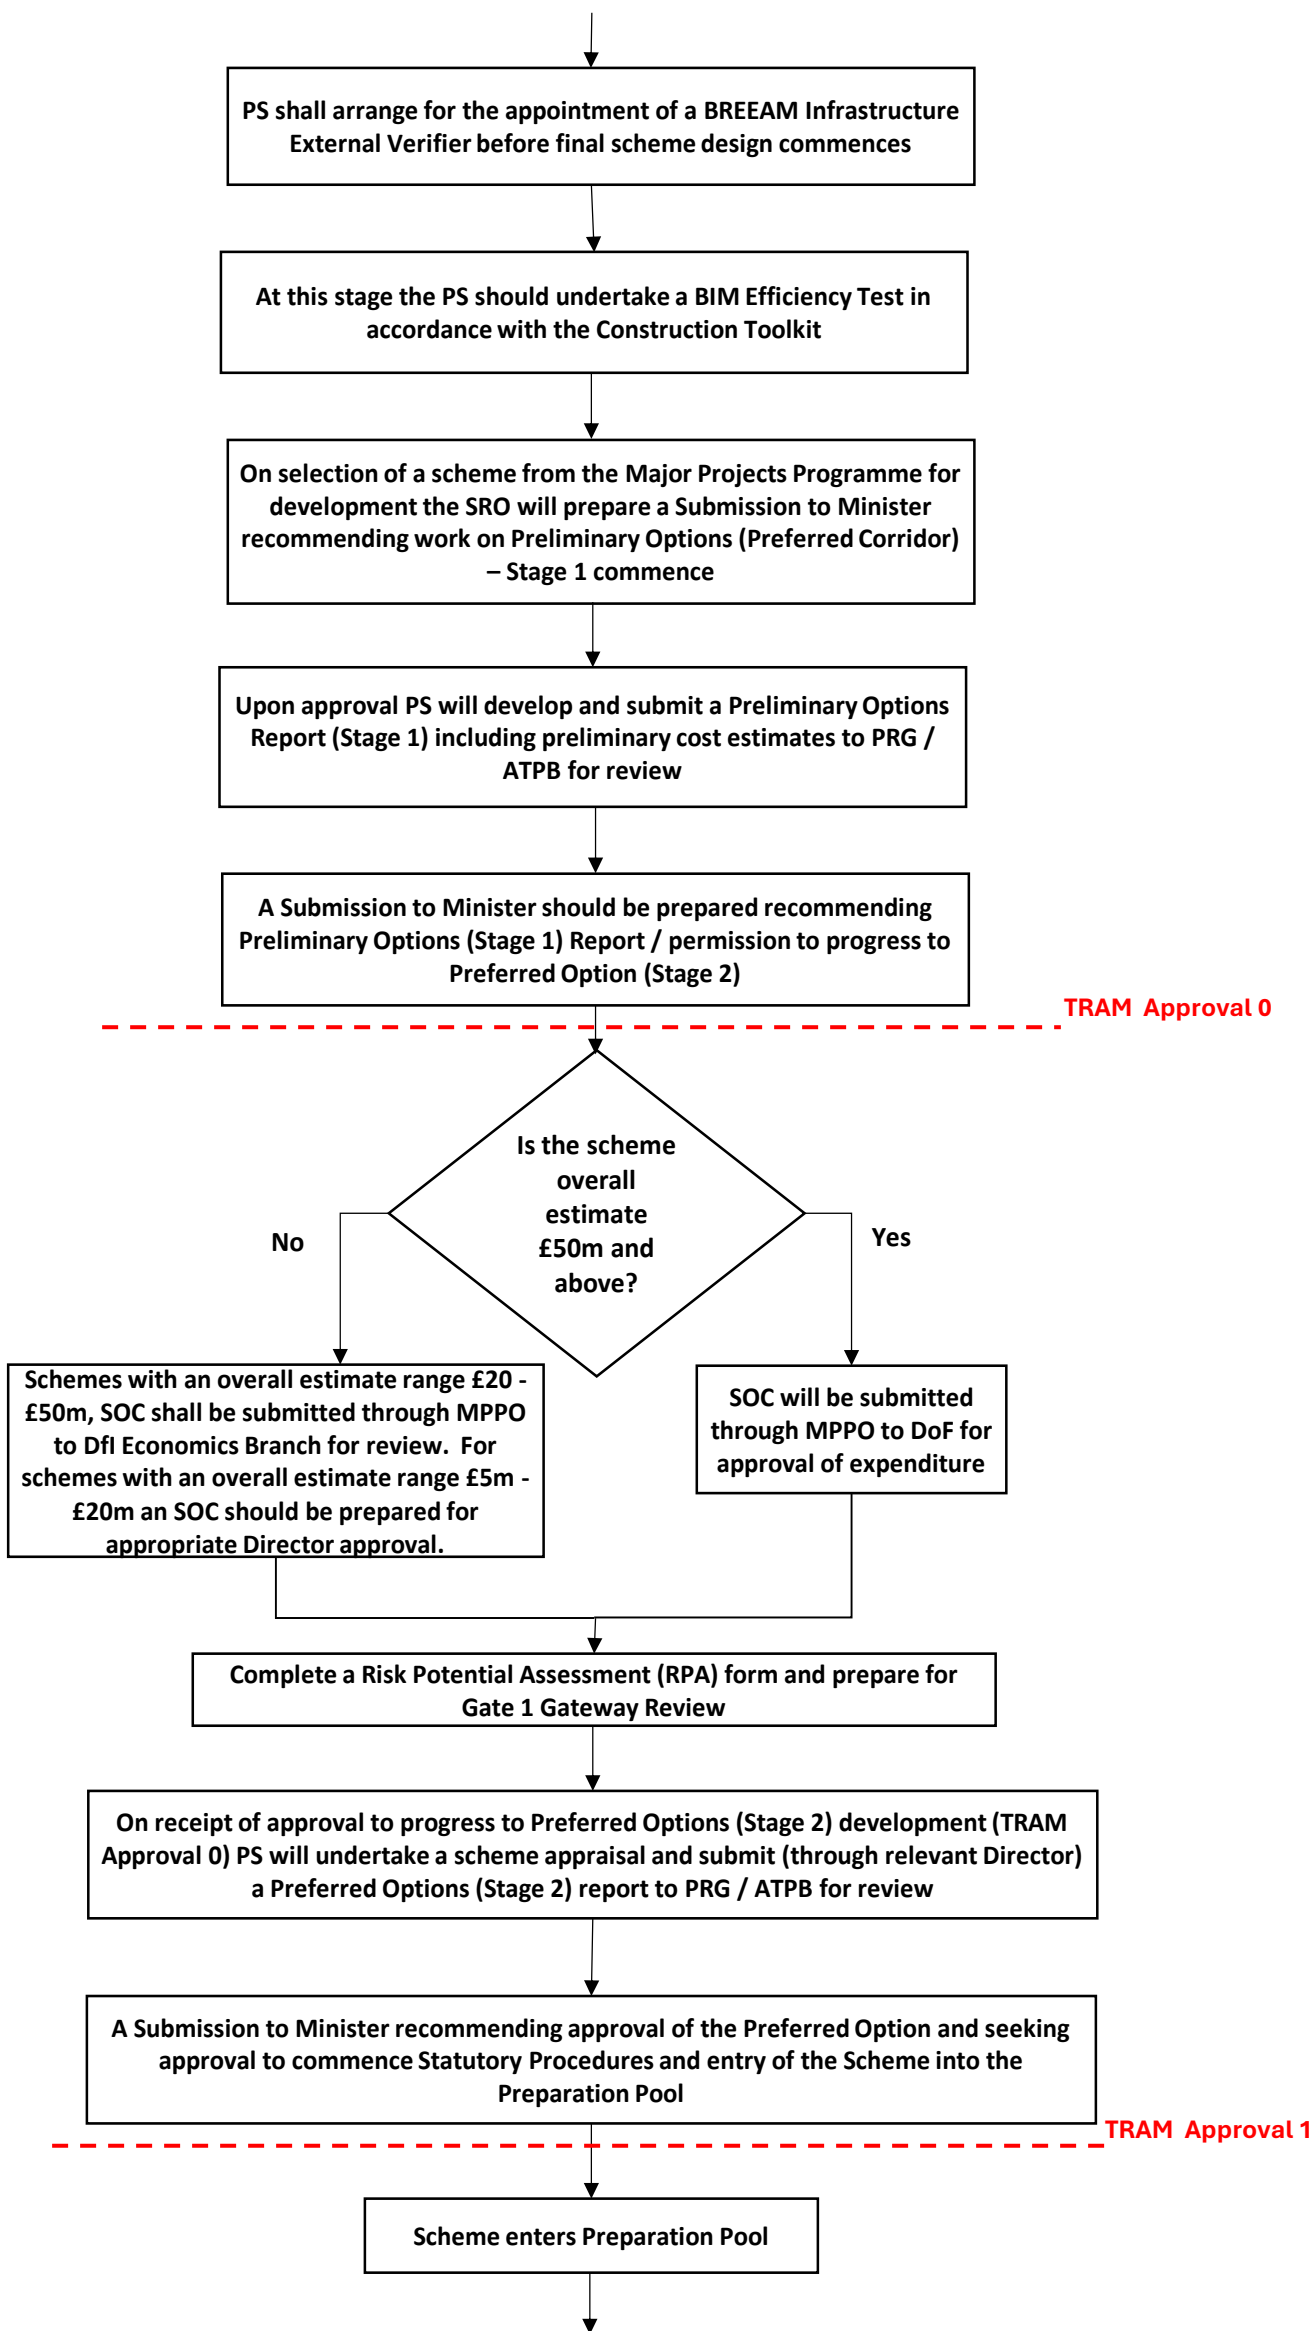 PS shall arrange for the appointment of a BREEAM Infrastructure
External Verifier before final scheme design commences
At this stage the PS should undertake a BIM Efficiency Test in
accordance with the Construction Toolkit
On selection of a scheme from the Major Projects Programme for
development the SRO will prepare a Submission to Minister
recommending work on Preliminary Options (Preferred Corridor)
– Stage 1 commence
Upon approval PS will develop and submit a Preliminary Options
Report (Stage 1) including preliminary cost estimates to PRG /
ATPB for review
A Submission to Minister should be prepared recommending
Preliminary Options (Stage 1) Report / permission to progress to
Preferred Option (Stage 2)
TRAM Approval 0
Is the scheme
overall
estimate
£50m and
above?
No
Yes
Schemes with an overall estimate range £20 -
£50m, SOC shall be submitted through MPPO
to DfI Economics Branch for review. For
schemes with an overall estimate range £5m -
£20m an SOC should be prepared for
appropriate Director approval.
SOC will be submitted
through MPPO to DoF for
approval of expenditure
Complete a Risk Potential Assessment (RPA) form and prepare for
Gate 1 Gateway Review
On receipt of approval to progress to Preferred Options (Stage 2) development (TRAM
Approval 0) PS will undertake a scheme appraisal and submit (through relevant Director)
a Preferred Options (Stage 2) report to PRG / ATPB for review
A Submission to Minister recommending approval of the Preferred Option and seeking
approval to commence Statutory Procedures and entry of the Scheme into the
Preparation Pool
TRAM Approval 1
Scheme enters Preparation Pool